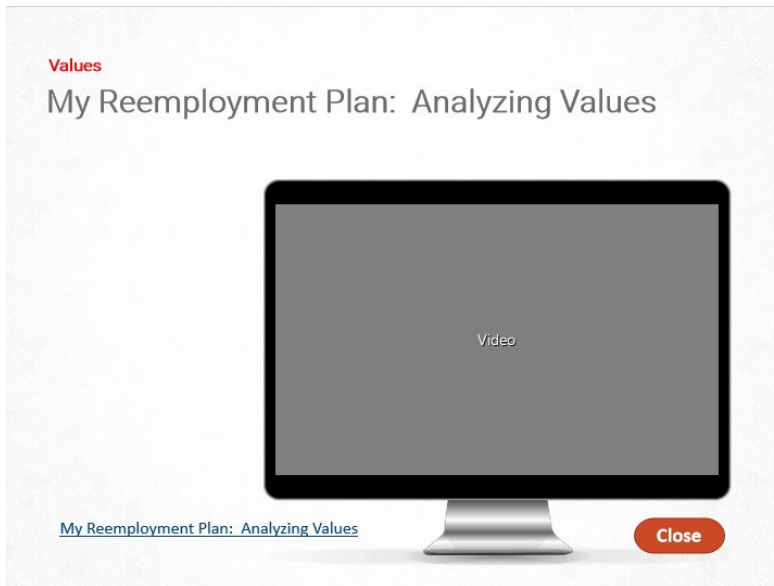 Values
My Reemployment Plan: Analyzing Values
Video
My Reemployment Plan: Analyzing Values
Close